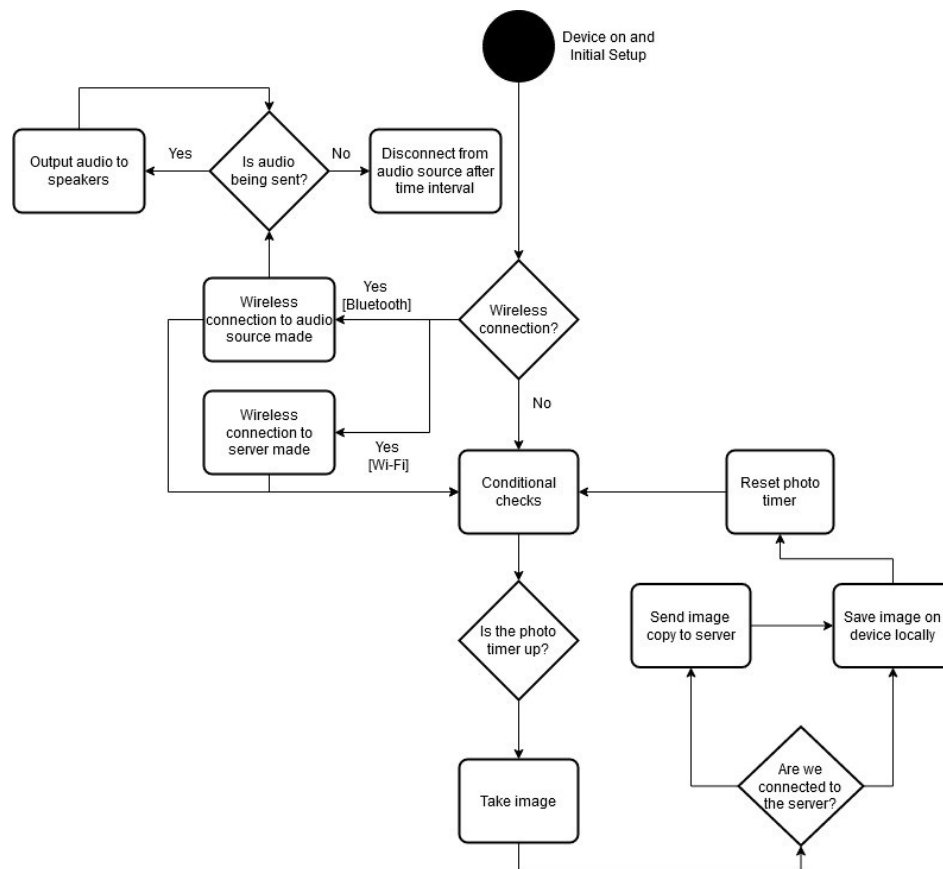 Device on and
Initial Setup
Output audio to
speakers
Yes
Is audio
being sent?
No
Disconnect from
audio source after
time interval
Wireless
connection to audio
source made
Yes
[Bluetooth]
Wireless
connection?
No
Wireless
connection to
server made
Yes
[Wi-Fi]
Conditional
checks
Reset photo
timer
Is the photo
timer up?
Send image
copy to server
Save image on
device locally
Take image
Are we
connected to
the server?